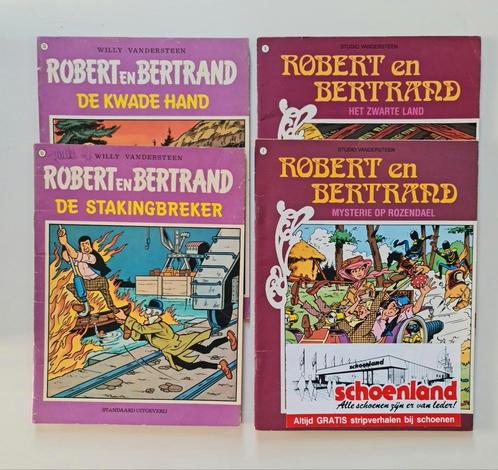 WILLY VANDERSTEEN
ROBERT EN BERTRAND
DE KWADE HAND
STUDIO VANDERSTEEN
ROBERT en
BERTRAND
HET ZWARTE LAND
WILLY VANDERSTEEN
ROBERT EN BERTRAND
DE STAKINGBREKER
STANDAARD UITGEVERIJ
STUDIO VANDERSTEEN
ROBERT en
BERTRAND
MYSTERIE OP ROZENDAEL
schoenland
Alle schoenen zijn er van leder!
Altijd GRATIS stripverhalen bij schoenen